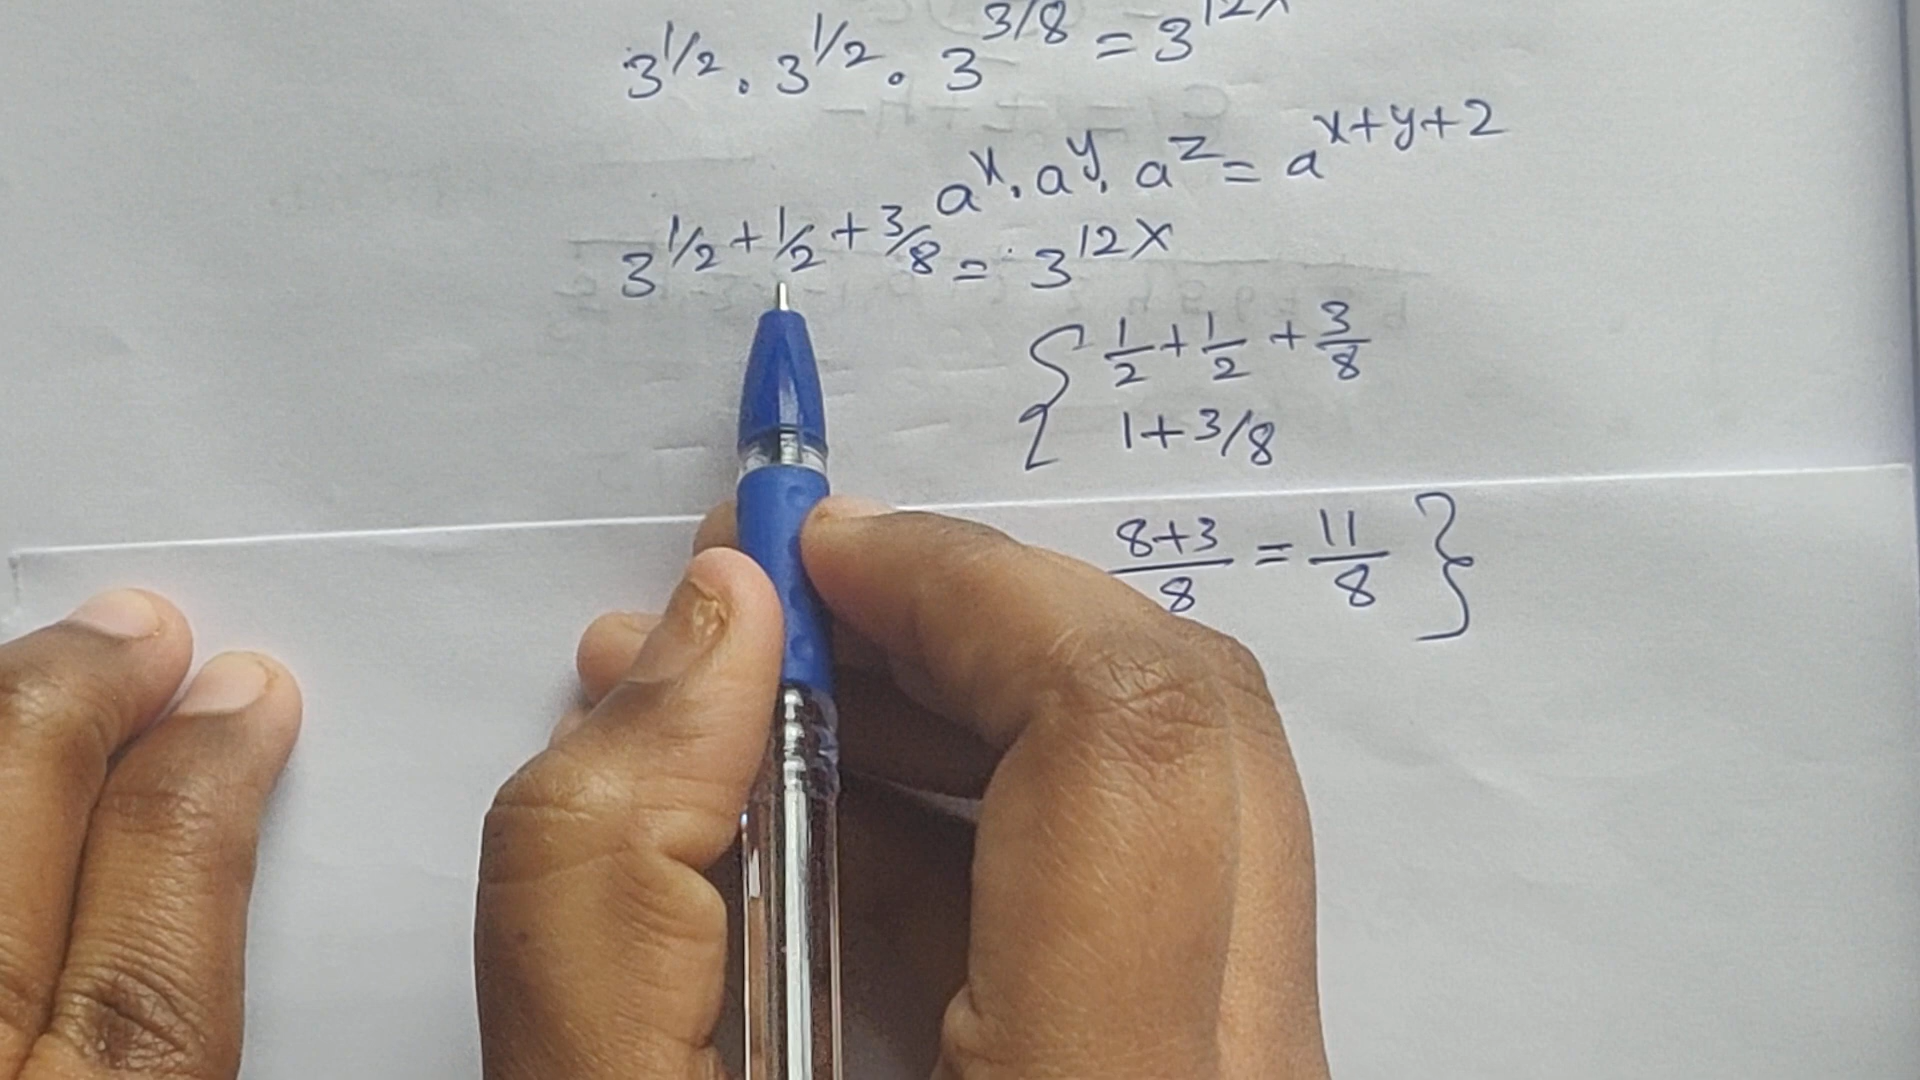 3^1/2 . 3^1/2 . 3^3/8 = 3^12x
a^x . a^y . a^z = a^x+y+2
3^1/2+1/2+3/8 = 3^12x
{ 1/2 + 1/2 + 3/8
1+3/8
8+3/8 = 11/8 }